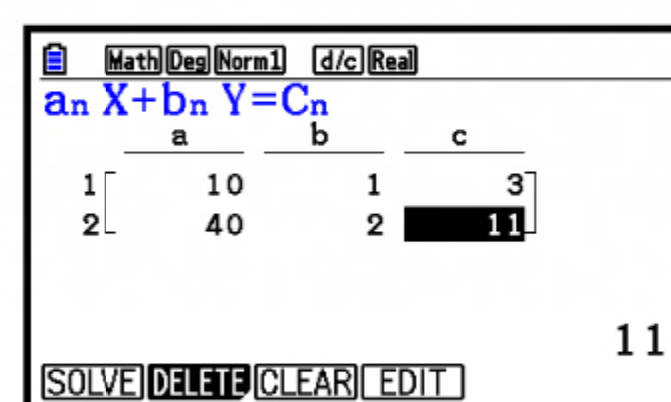 Math Deg Norm1 d/c Real
an X+bn Y=Cn
a b c
1 10 1 3
2 40 2 11
11
SOLVE DELETE CLEAR EDIT